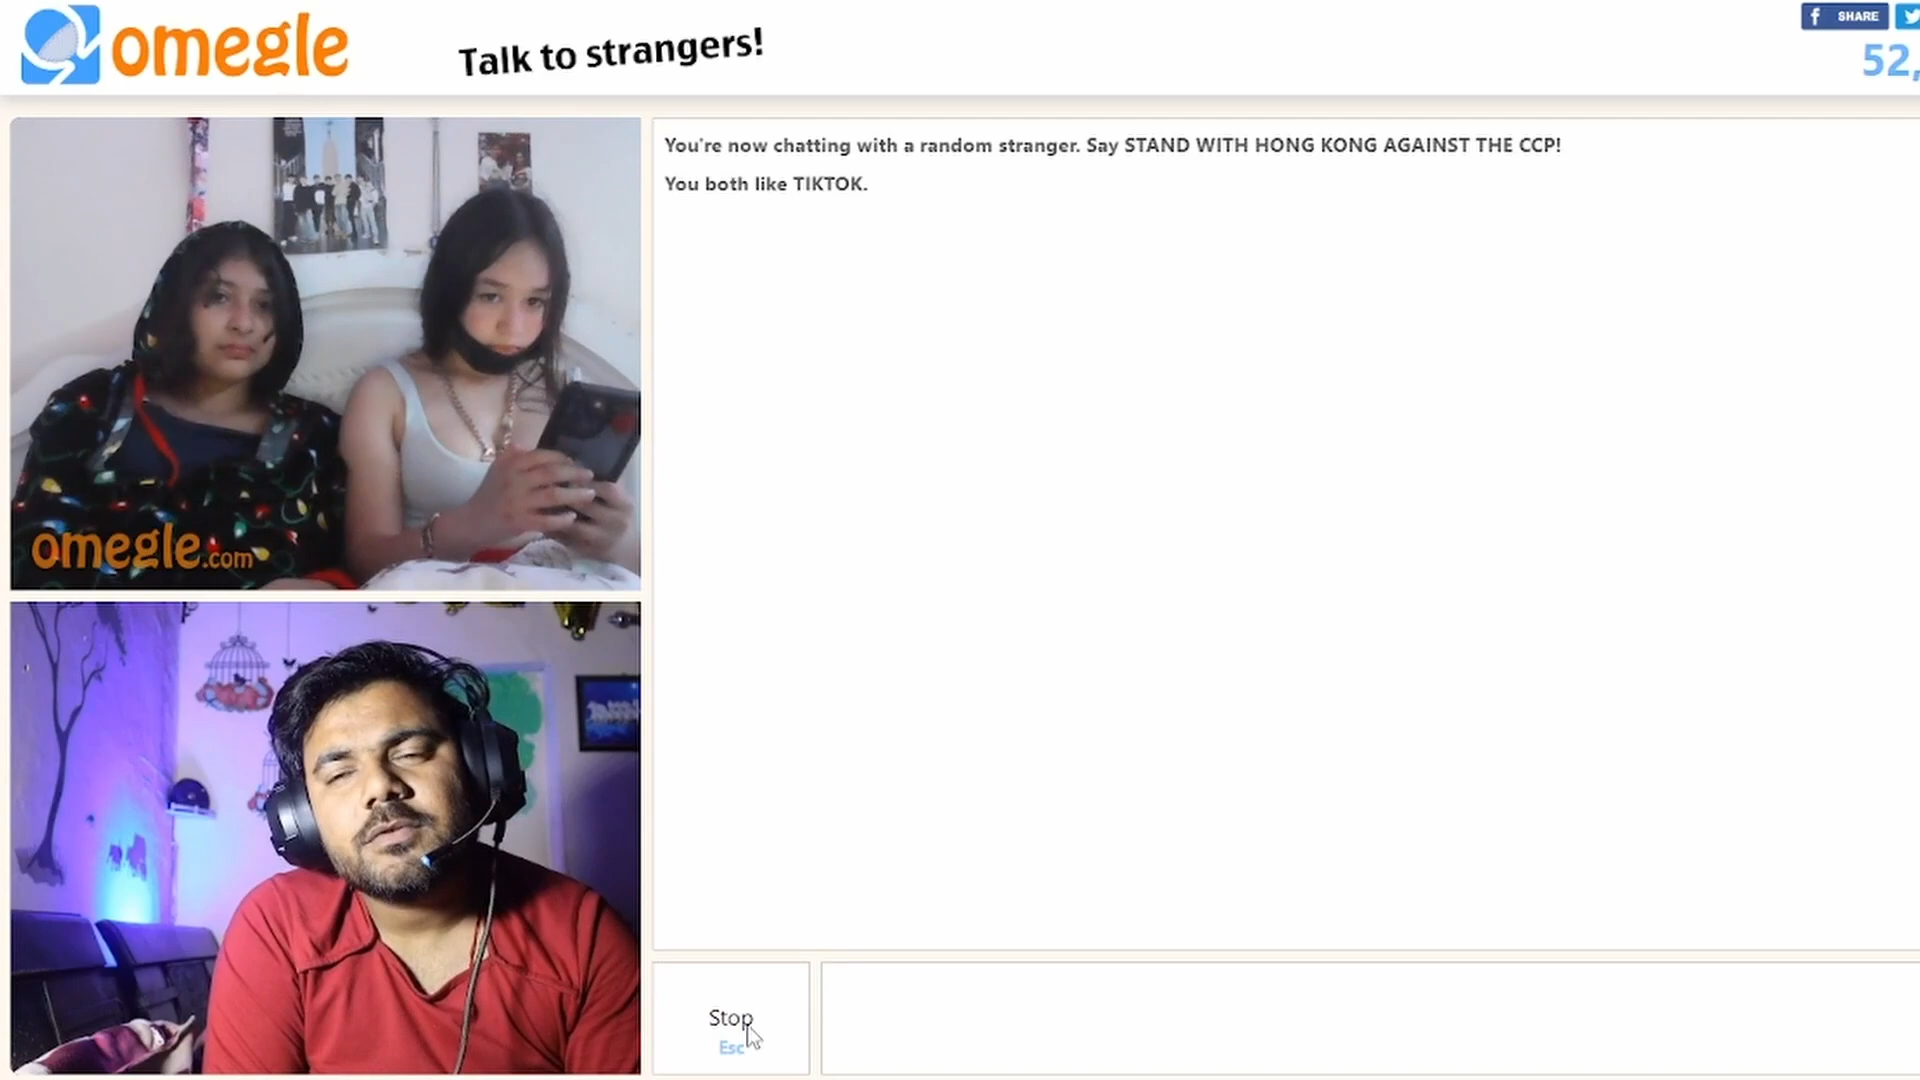 omegle
Talk to strangers!
SHARE
52,
You're now chatting with a random stranger. Say STAND WITH HONG KONG AGAINST THE CCP!
You both like TIKTOK.
omegle.com
Stop
Esc